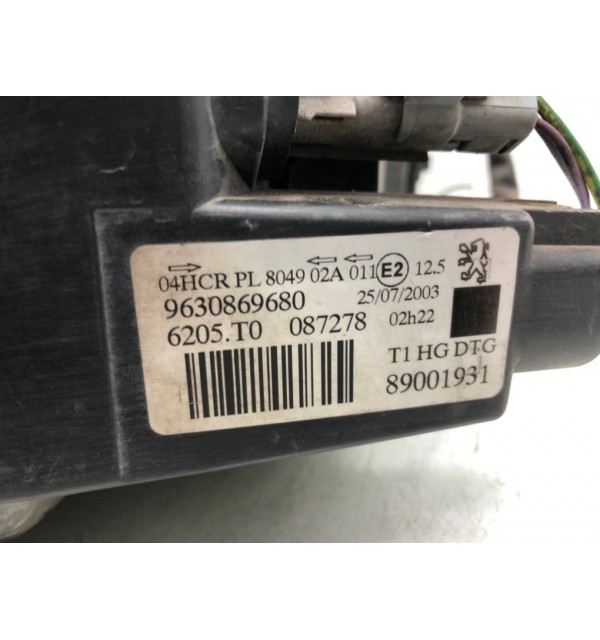 04HCR PL 8049 02A 011 E2 12.5
9630869680 25/07/2003
6205.T0 087278 02h22
T1 HG DTG
89001931